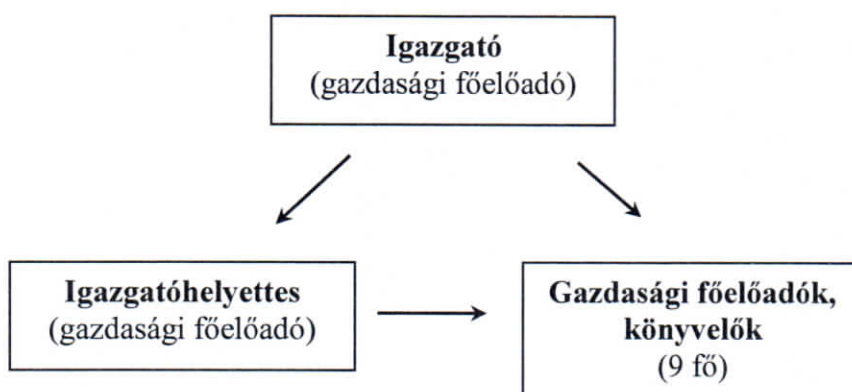 Igazgató
(gazdasági főelőadó)
Igazgatóhelyettes
(gazdasági főelőadó)
Gazdasági főelőadók,
könyvelők
(9 fő)